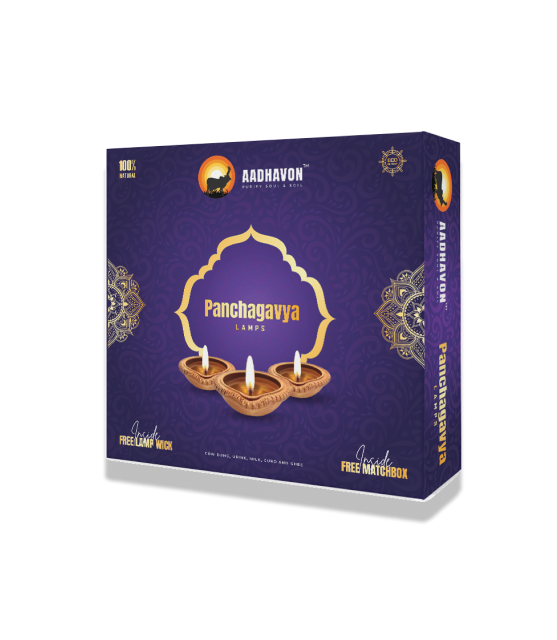 100%
NATURAL
AADHAVON™
PURIFY SOUL & SOIL
Panchagavya
LAMPS
Inside
FREE LAMP WICK
COW DUNG, URINE, MILK, CURD AND GHEE
Inside
FREE MATCHBOX
AADHAVON™
Panchagavya
LAMPS